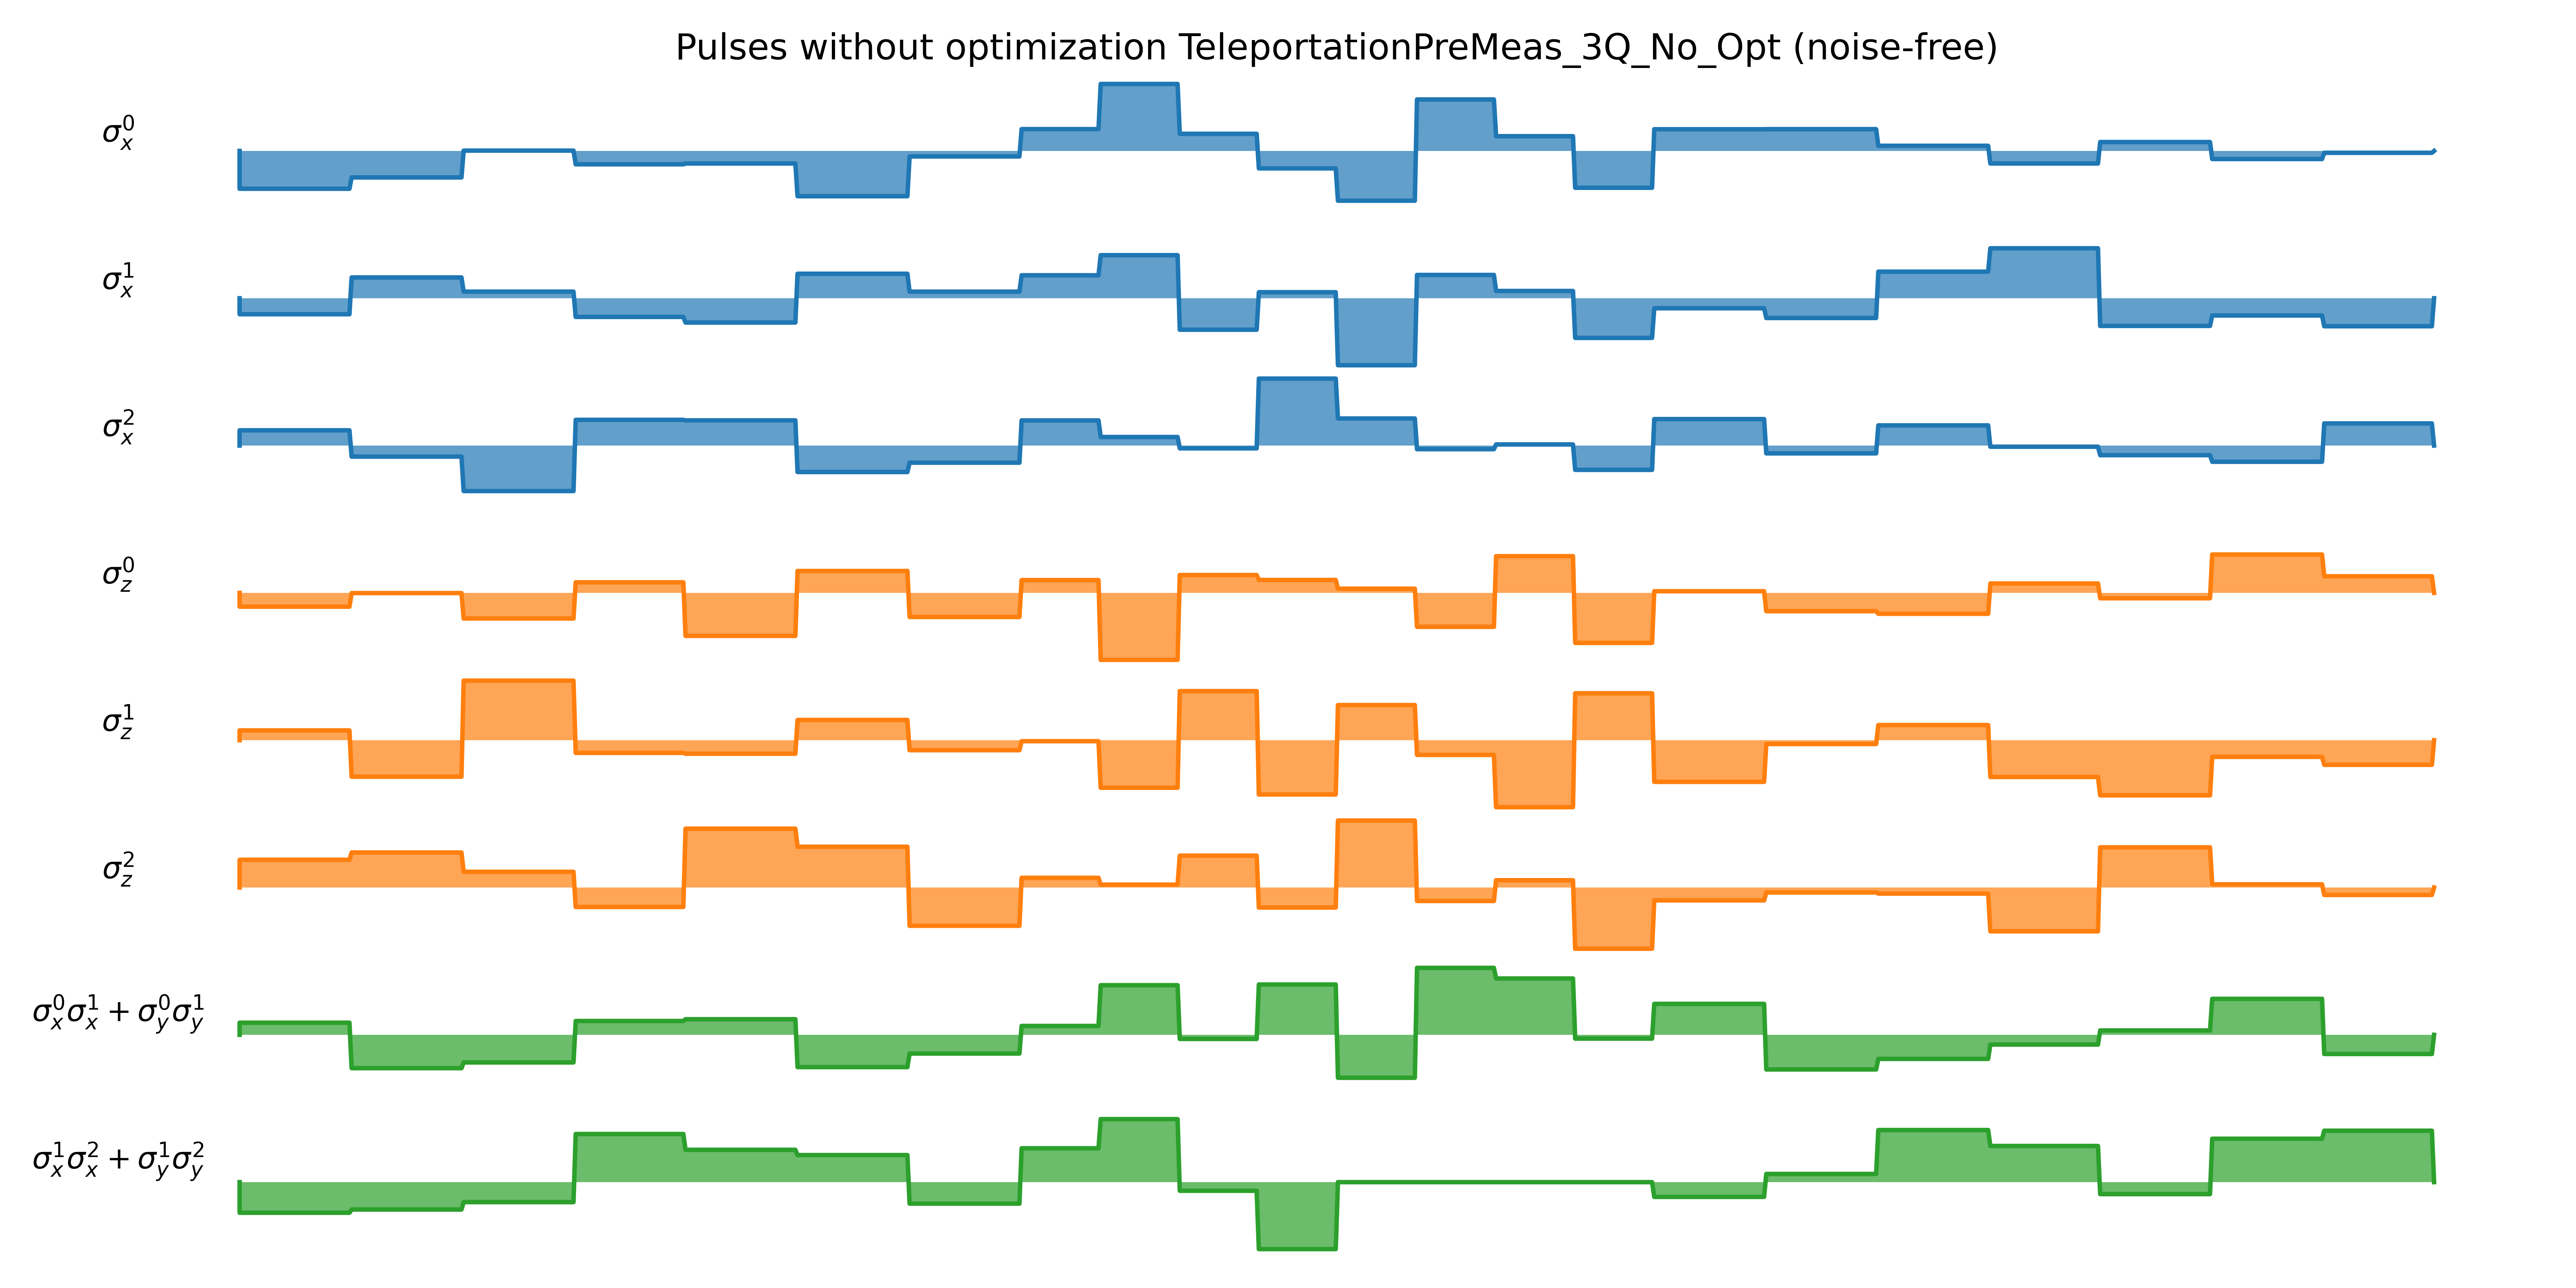 Pulses without optimization TeleportationPreMeas_3Q_No_Opt (noise-free)
σ_x^0
σ_x^1
σ_x^2
σ_z^0
σ_z^1
σ_z^2
σ_x^0σ_x^1 + σ_y^0σ_y^1
σ_x^1σ_x^2 + σ_y^1σ_y^2